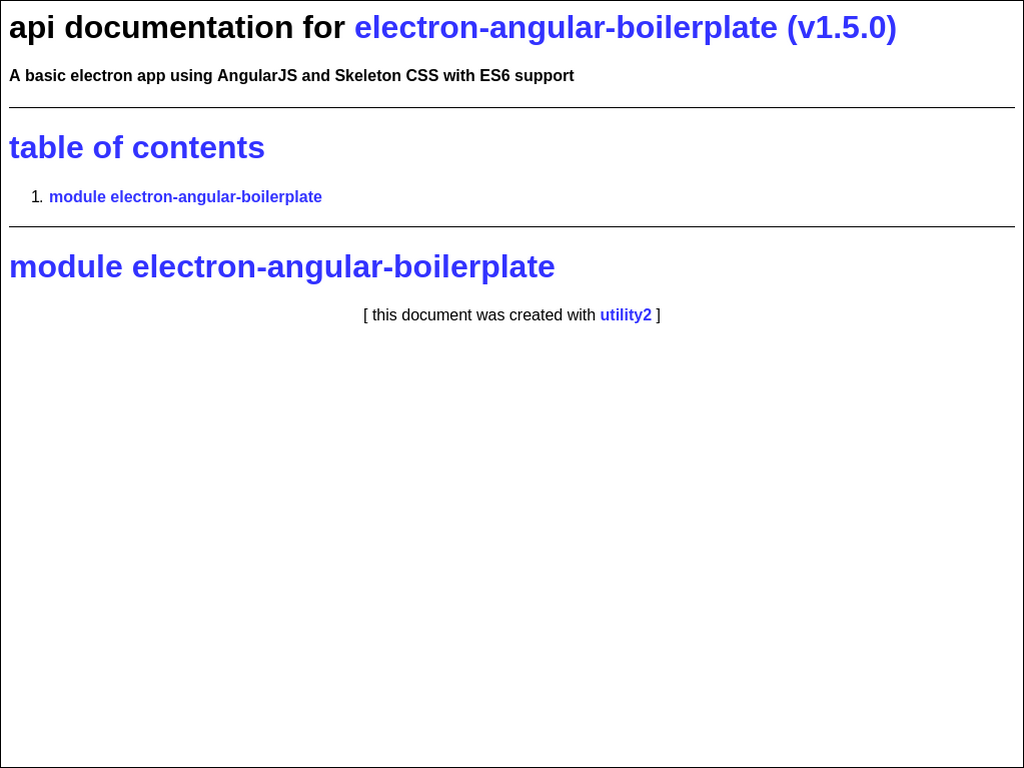 api documentation for electron-angular-boilerplate (v1.5.0)
A basic electron app using AngularJS and Skeleton CSS with ES6 support
table of contents
1. module electron-angular-boilerplate
module electron-angular-boilerplate
[ this document was created with utility2 ]